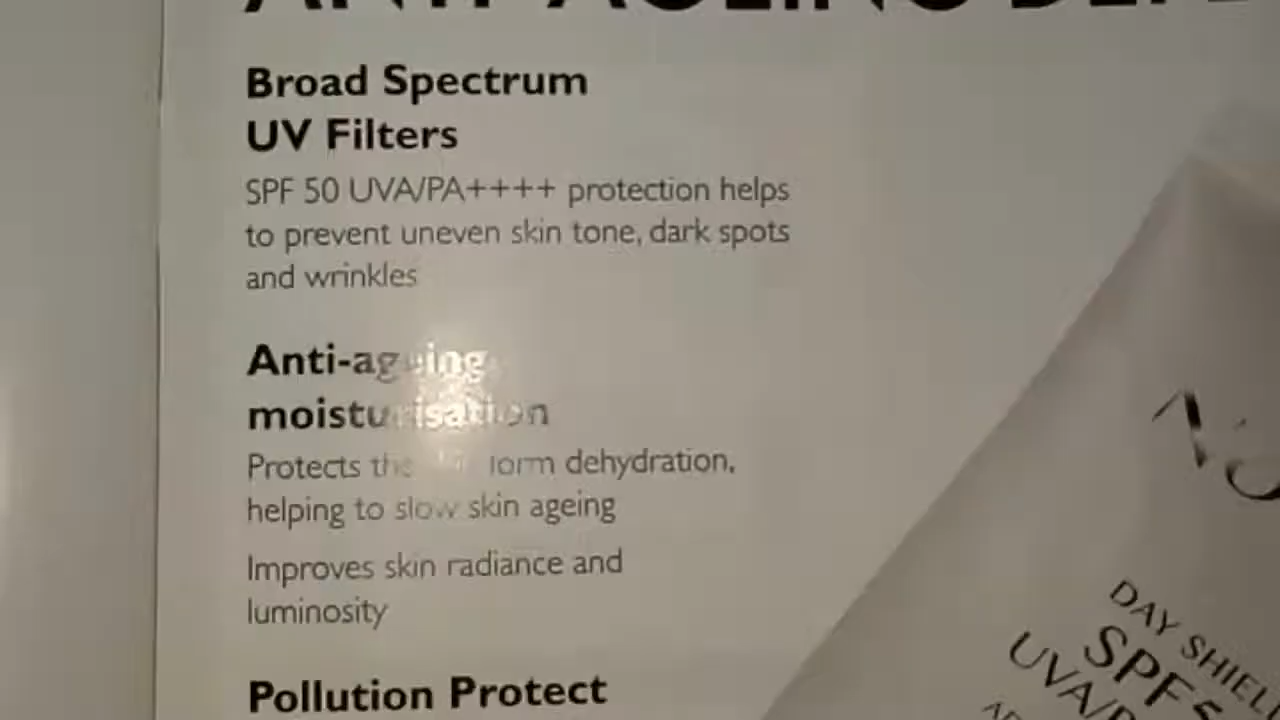 Broad Spectrum
UV Filters
SPF 50 UVA/PA++++ protection helps
to prevent uneven skin tone, dark spots
and wrinkles
Anti-ageing
moisturisation
Protects the form dehydration,
helping to slow skin ageing
Improves skin radiance and
luminosity
Pollution Protect
DAY SHIELD
SPF